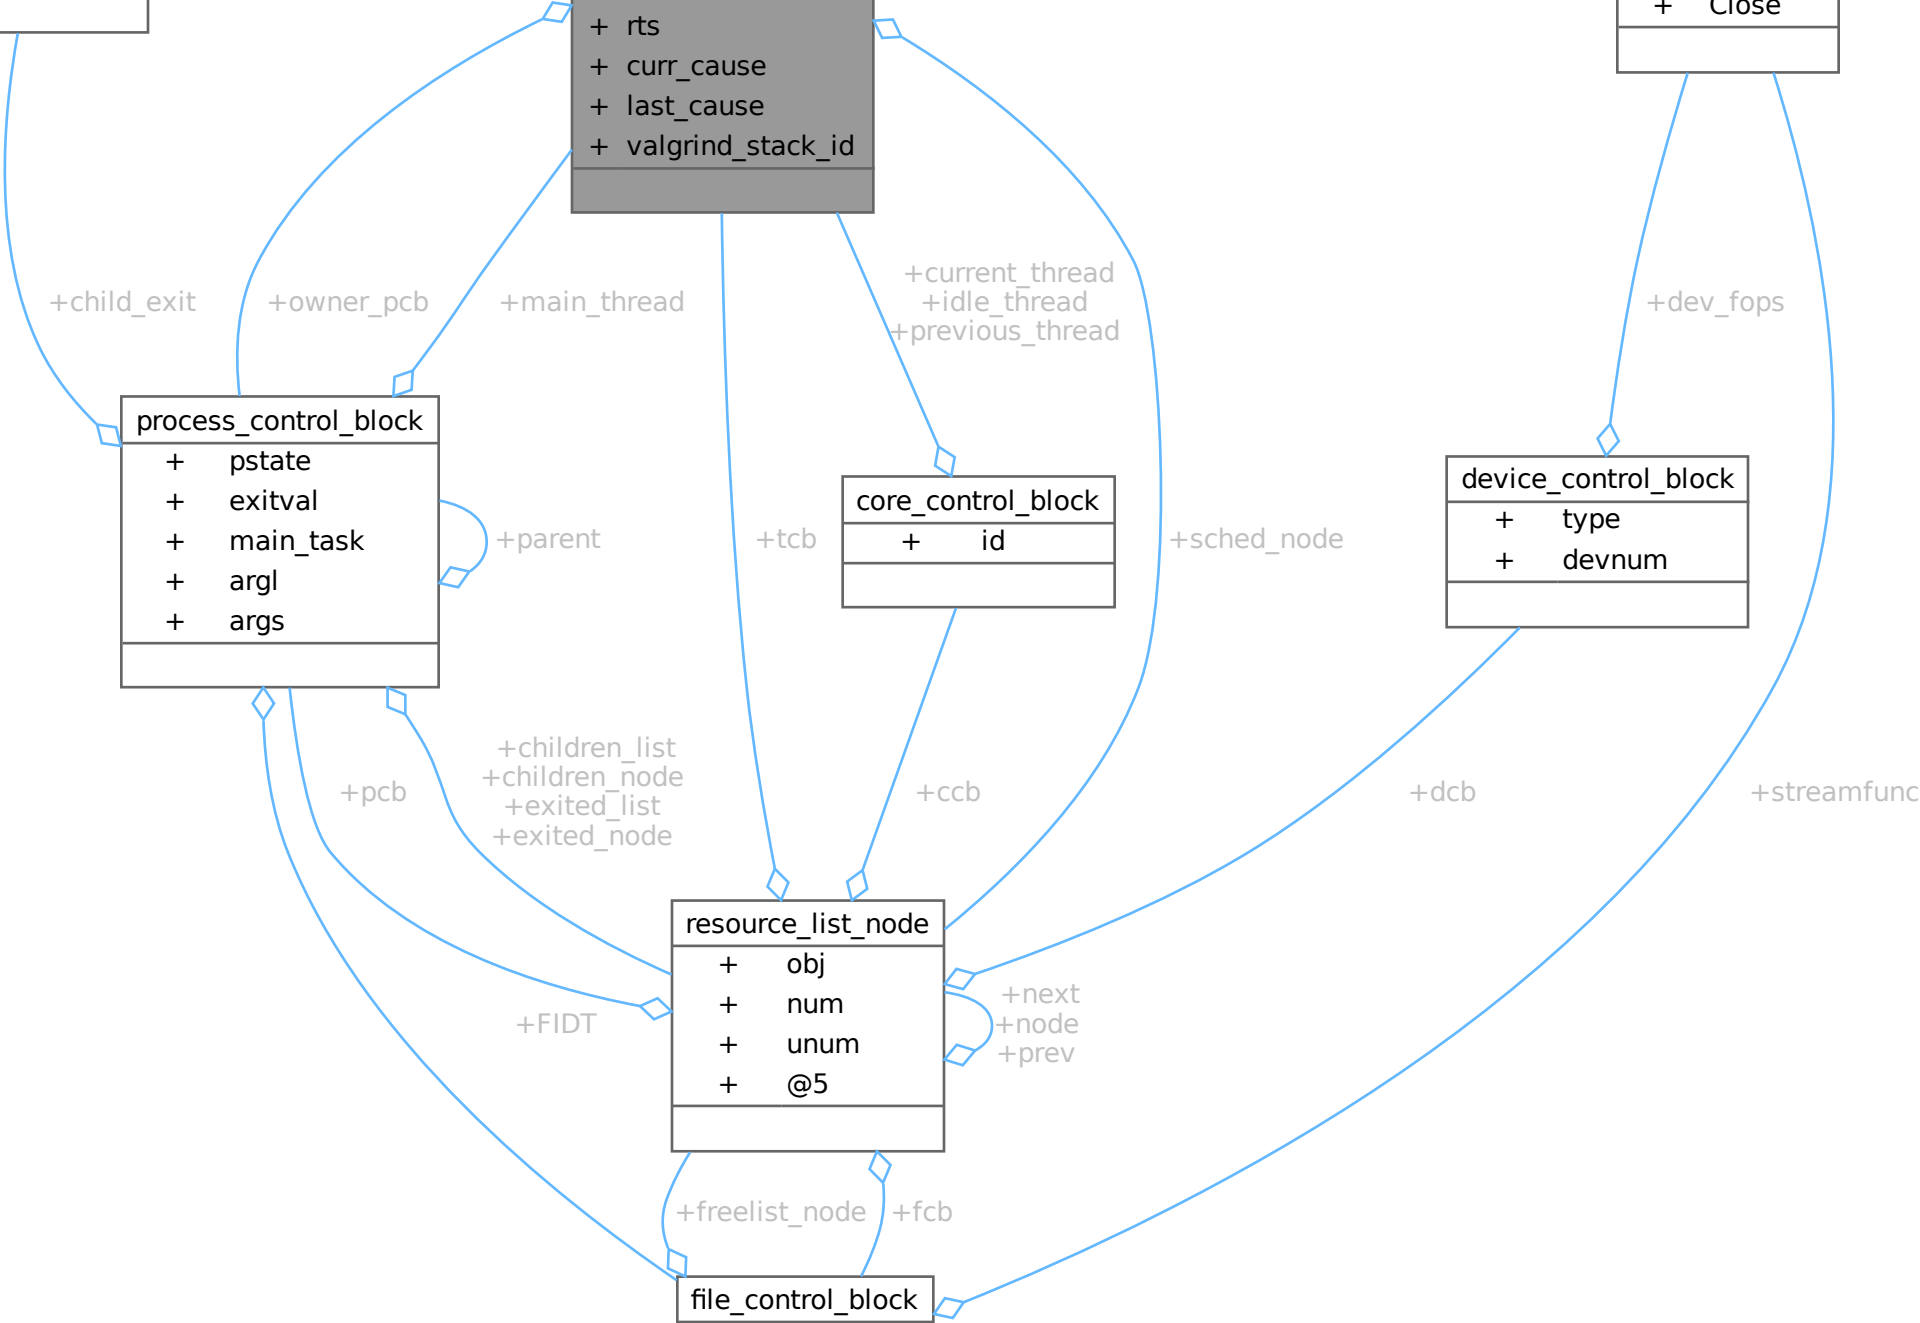 + rts
+ curr_cause
+ last_cause
+ valgrind_stack_id
+ Close
+child_exit
+owner_pcb
+main_thread
+current_thread
+idle_thread
+previous_thread
+dev_fops
process_control_block
+ pstate
+ exitval
+ main_task
+ argl
+ args
+parent
+tcb
core_control_block
+ id
+sched_node
device_control_block
+ type
+ devnum
+pcb
+children_list
+children_node
+exited_list
+exited_node
+ccb
+dcb
+streamfunc
resource_list_node
+ obj
+ num
+ unum
+ @5
+next
+node
+prev
+FIDT
+freelist_node
+fcb
file_control_block